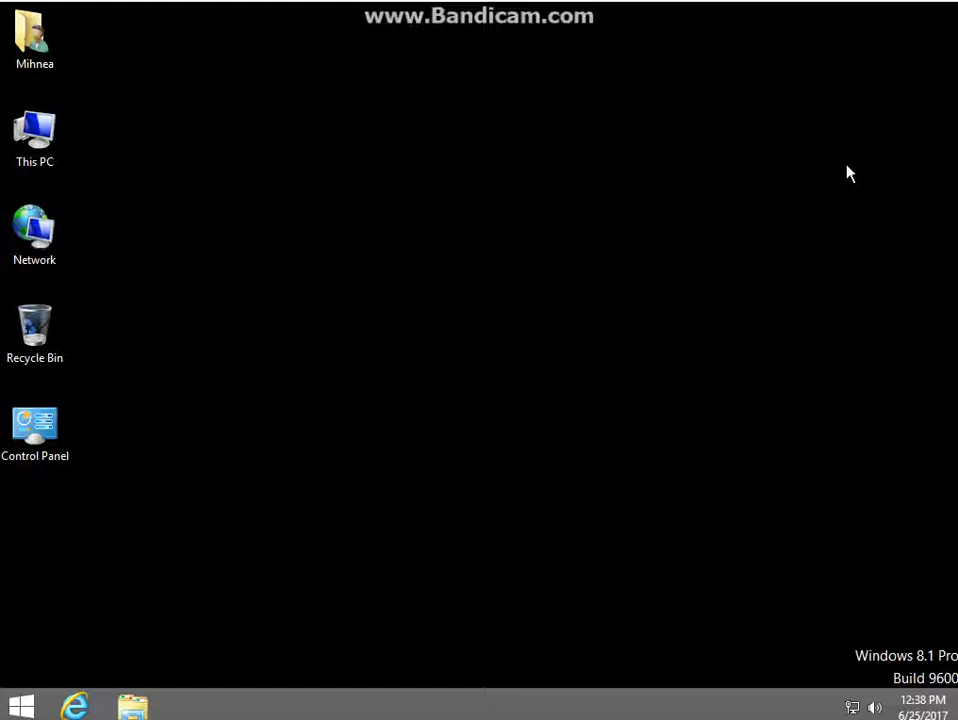 www.Bandicam.com
Mihnea
This PC
Network
Recycle Bin
Control Panel
Windows 8.1 Pro
Build 9600
12:38 PM
6/25/2017